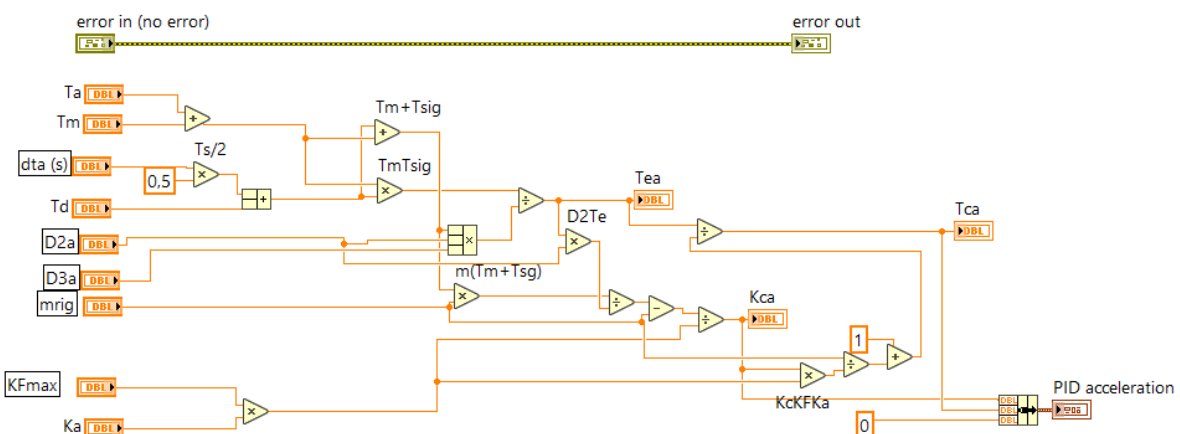 error in (no error)
error out
Ta
DBL
Tm
DBL
Tm+Tsig
dta (s)
DBL
Ts/2
0,5
TmTsig
Td
DBL
Tea
DBL
D2Te
Tca
DBL
D2a
DBL
D3a
DBL
m(Tm+Tsg)
mrig
DBL
Kca
DBL
1
KFmax
DBL
KcKFKa
PID acceleration
DBL
DBL
DBL
Ka
DBL
0